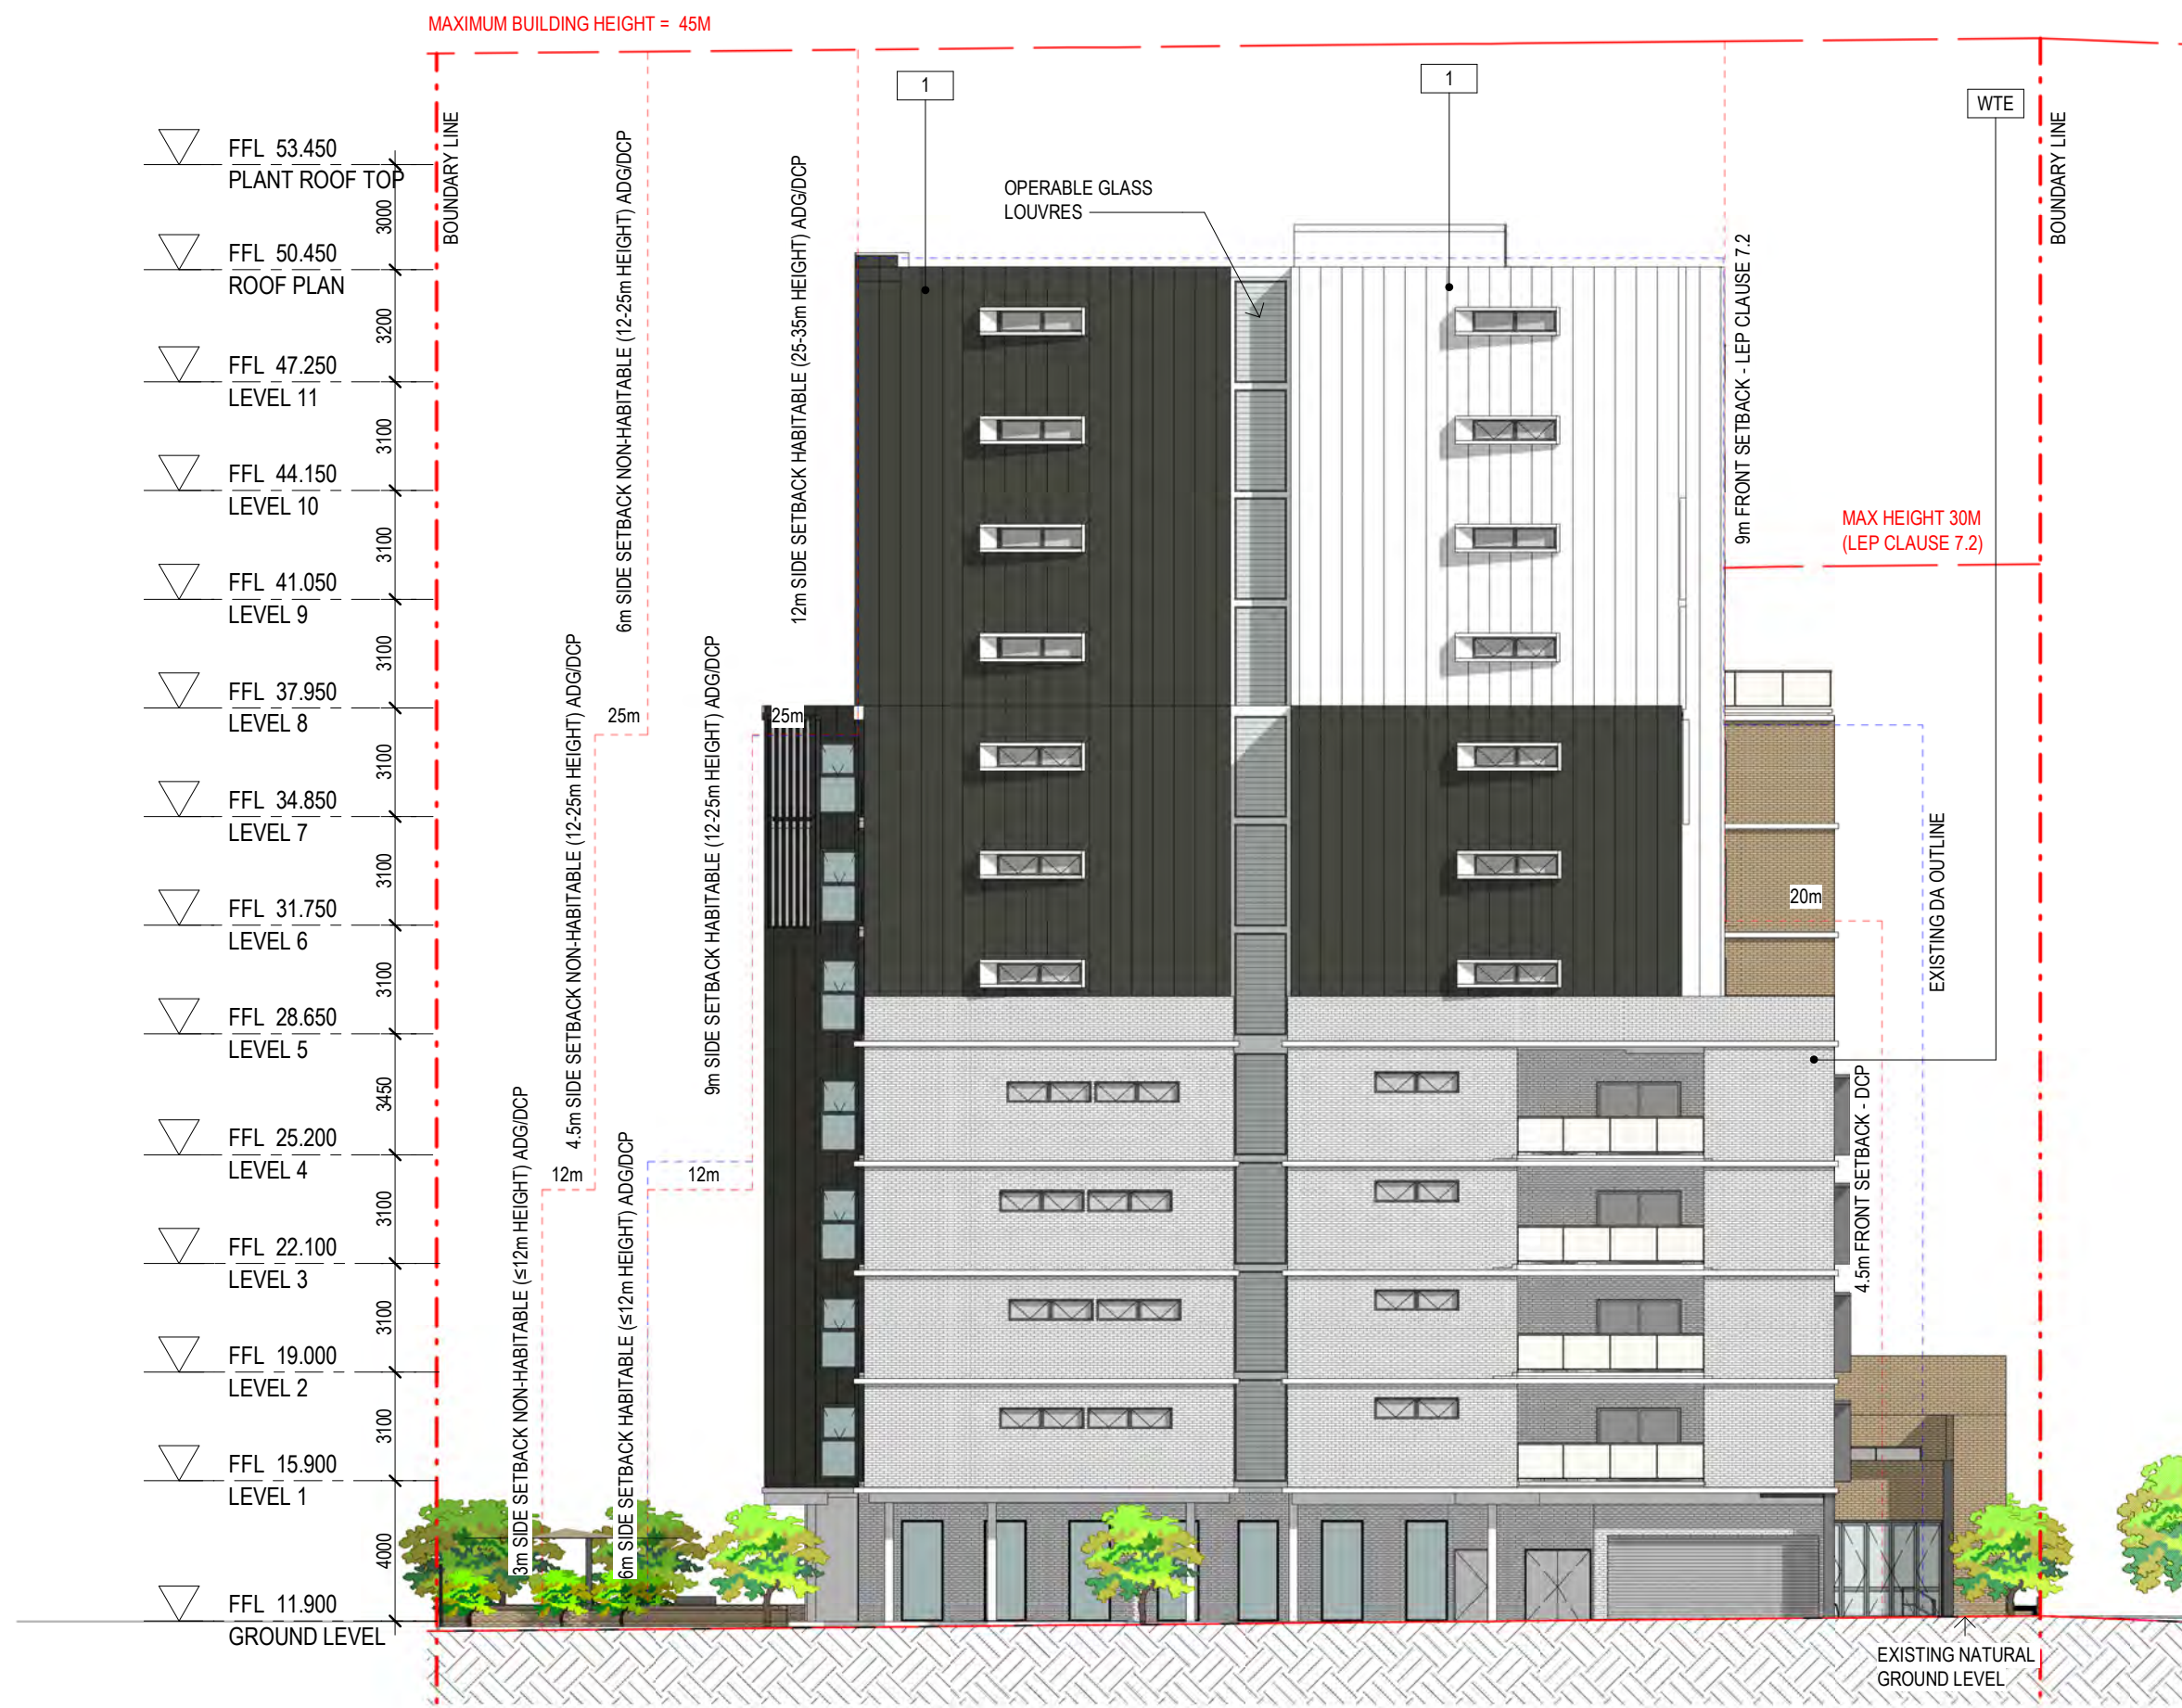 MAXIMUM BUILDING HEIGHT = 45M
1
1
WTE
BOUNDARY LINE
BOUNDARY LINE
FFL 53.450
PLANT ROOF TOP
3000
FFL 50.450
ROOF PLAN
3200
FFL 47.250
LEVEL 11
3100
FFL 44.150
LEVEL 10
3100
FFL 41.050
LEVEL 9
3100
FFL 37.950
LEVEL 8
3100
FFL 34.850
LEVEL 7
3100
FFL 31.750
LEVEL 6
3100
FFL 28.650
LEVEL 5
3450
FFL 25.200
LEVEL 4
3100
FFL 22.100
LEVEL 3
3100
FFL 19.000
LEVEL 2
3100
FFL 15.900
LEVEL 1
4000
FFL 11.900
GROUND LEVEL
3m SIDE SETBACK NON-HABITABLE (≤12m HEIGHT) ADG/DCP
4.5m SIDE SETBACK NON-HABITABLE (12-25m HEIGHT) ADG/DCP
6m SIDE SETBACK NON-HABITABLE (12-25m HEIGHT) ADG/DCP
6m SIDE SETBACK HABITABLE (≤12m HEIGHT) ADG/DCP
9m SIDE SETBACK HABITABLE (12-25m HEIGHT) ADG/DCP
12m SIDE SETBACK HABITABLE (25-35m HEIGHT) ADG/DCP
25m
25m
12m
12m
OPERABLE GLASS
LOUVRES
9m FRONT SETBACK - LEP CLAUSE 7.2
MAX HEIGHT 30M
(LEP CLAUSE 7.2)
20m
EXISTING DA OUTLINE
4.5m FRONT SETBACK - DCP
EXISTING NATURAL
GROUND LEVEL